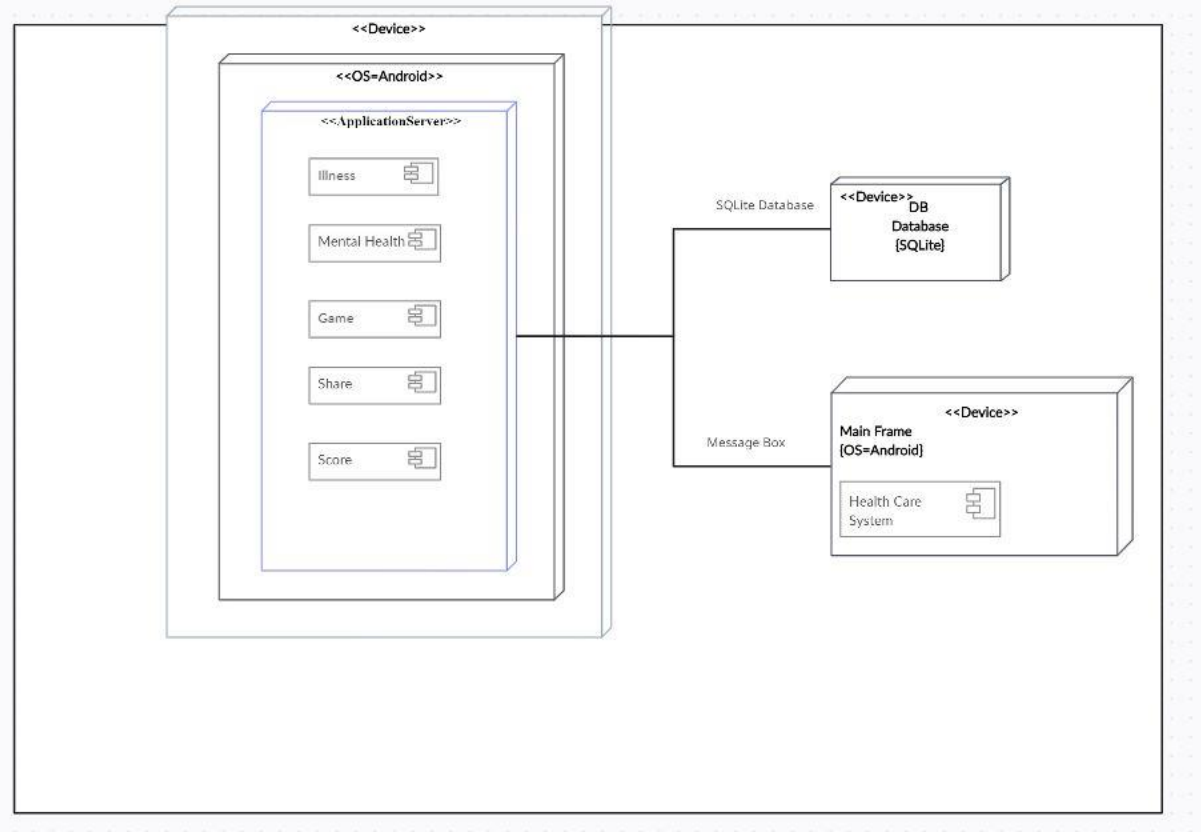 <<Device>>
<<OS=Android>>
<<ApplicationServer>>
Illness
Mental Health
Game
Share
Score
SQLite Database
<<Device>>
DB
Database
{SQLite}
Message Box
<<Device>>
Main Frame
{OS=Android}
Health Care
System